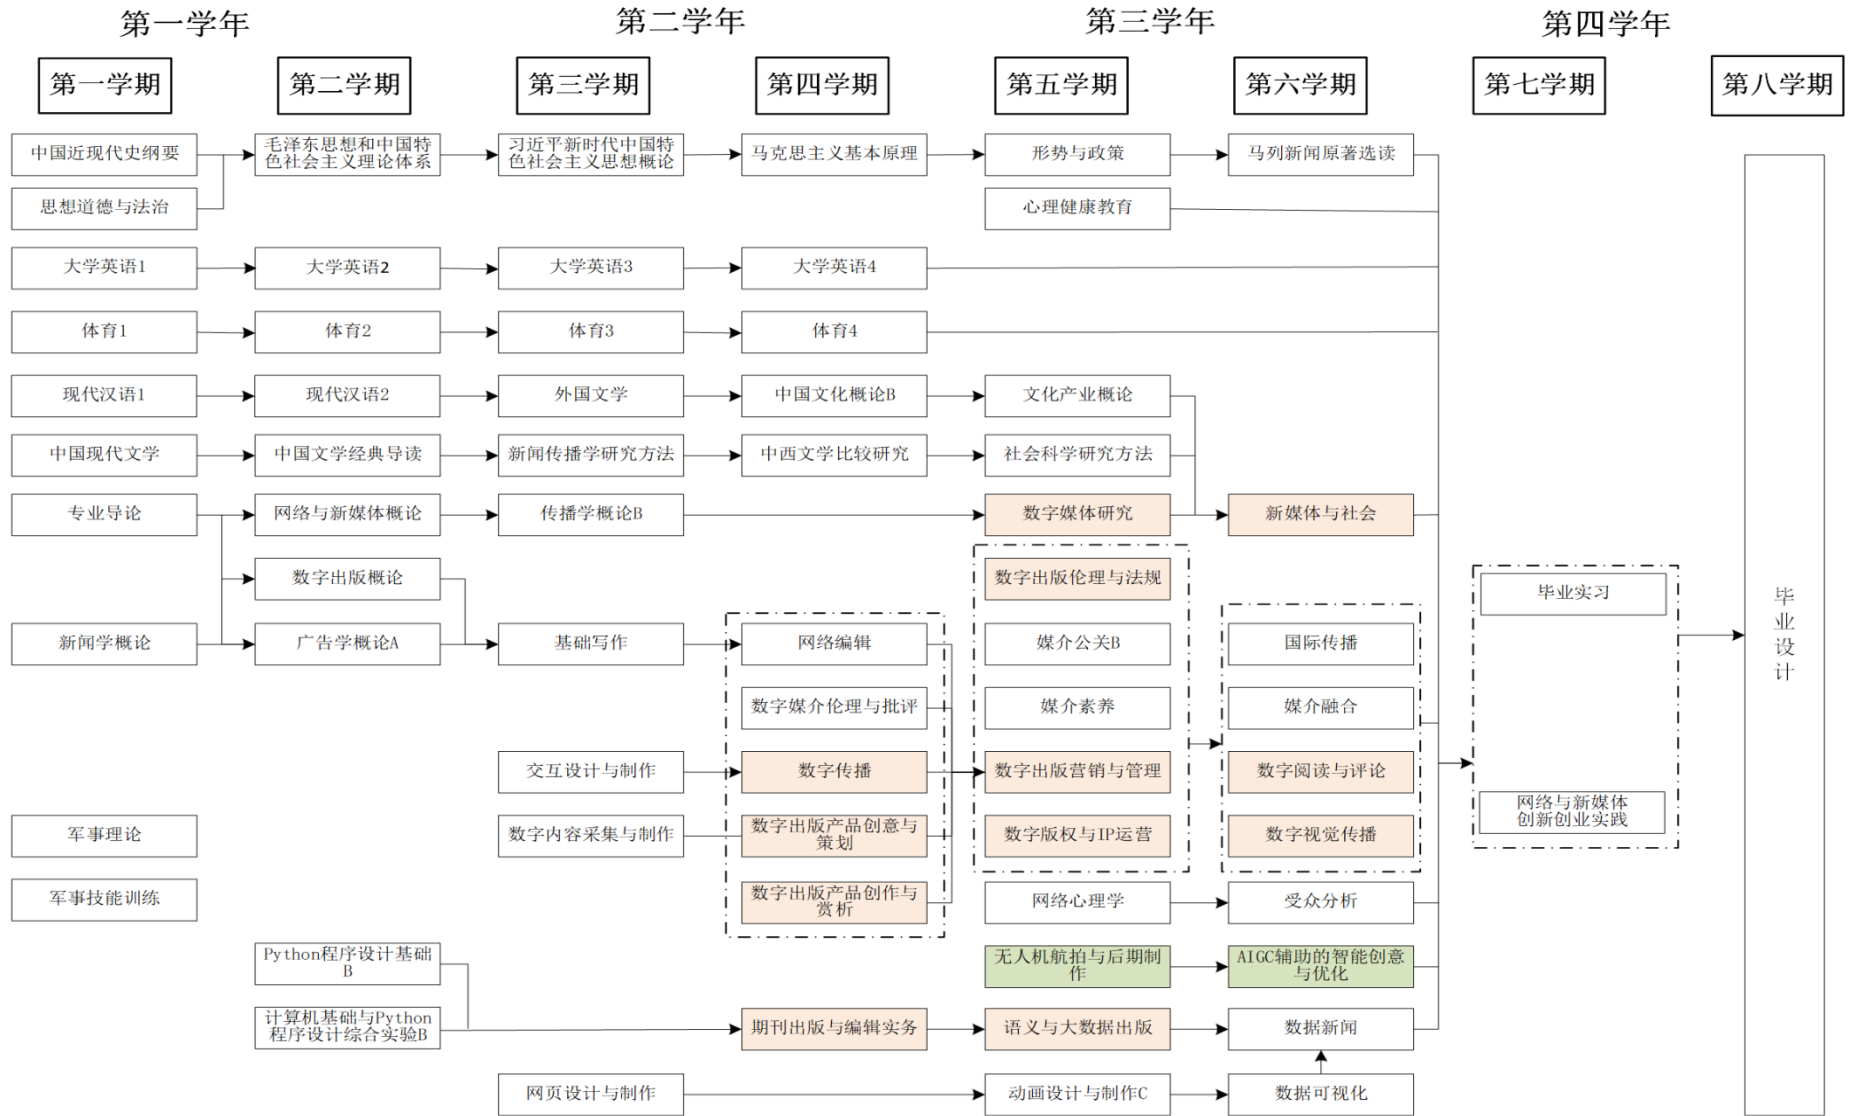 第一学年 第二学年 第三学年 第四学年
第一学期 第二学期 第三学期 第四学期 第五学期 第六学期 第七学期 第八学期
中国近现代史纲要
毛泽东思想和中国特
色社会主义理论体系
习近平新时代中国特
色社会主义思想概论
马克思主义基本原理
形势与政策
马列新闻原著选读
思想道德与法治
心理健康教育
大学英语1
大学英语2
大学英语3
大学英语4
体育1
体育2
体育3
体育4
现代汉语1
现代汉语2
外国文学
中国文化概论B
文化产业概论
中国现代文学
中国文学经典导读
新闻传播学研究方法
中西文学比较研究
社会科学研究方法
专业导论
网络与新媒体概论
传播学概论B
数字媒体研究
新媒体与社会
数字出版概论
数字出版伦理与法规
毕业实习
新闻学概论
广告学概论A
基础写作
网络编辑
媒介公关B
国际传播
毕业设计
数字媒介伦理与批评
媒介素养
媒介融合
交互设计与制作
数字传播
数字出版营销与管理
数字阅读与评论
网络与新媒体
创新创业实践
军事理论
数字内容采集与制作
数字出版产品创意与
策划
数字版权与IP运营
数字视觉传播
军事技能训练
数字出版产品创作与
赏析
网络心理学
受众分析
Python程序设计基础
B
无人机航拍与后期制
作
AIGC辅助的智能创意
与优化
计算机基础与Python
程序设计综合实验B
期刊出版与编辑实务
语义与大数据出版
数据新闻
网页设计与制作
动画设计与制作C
数据可视化